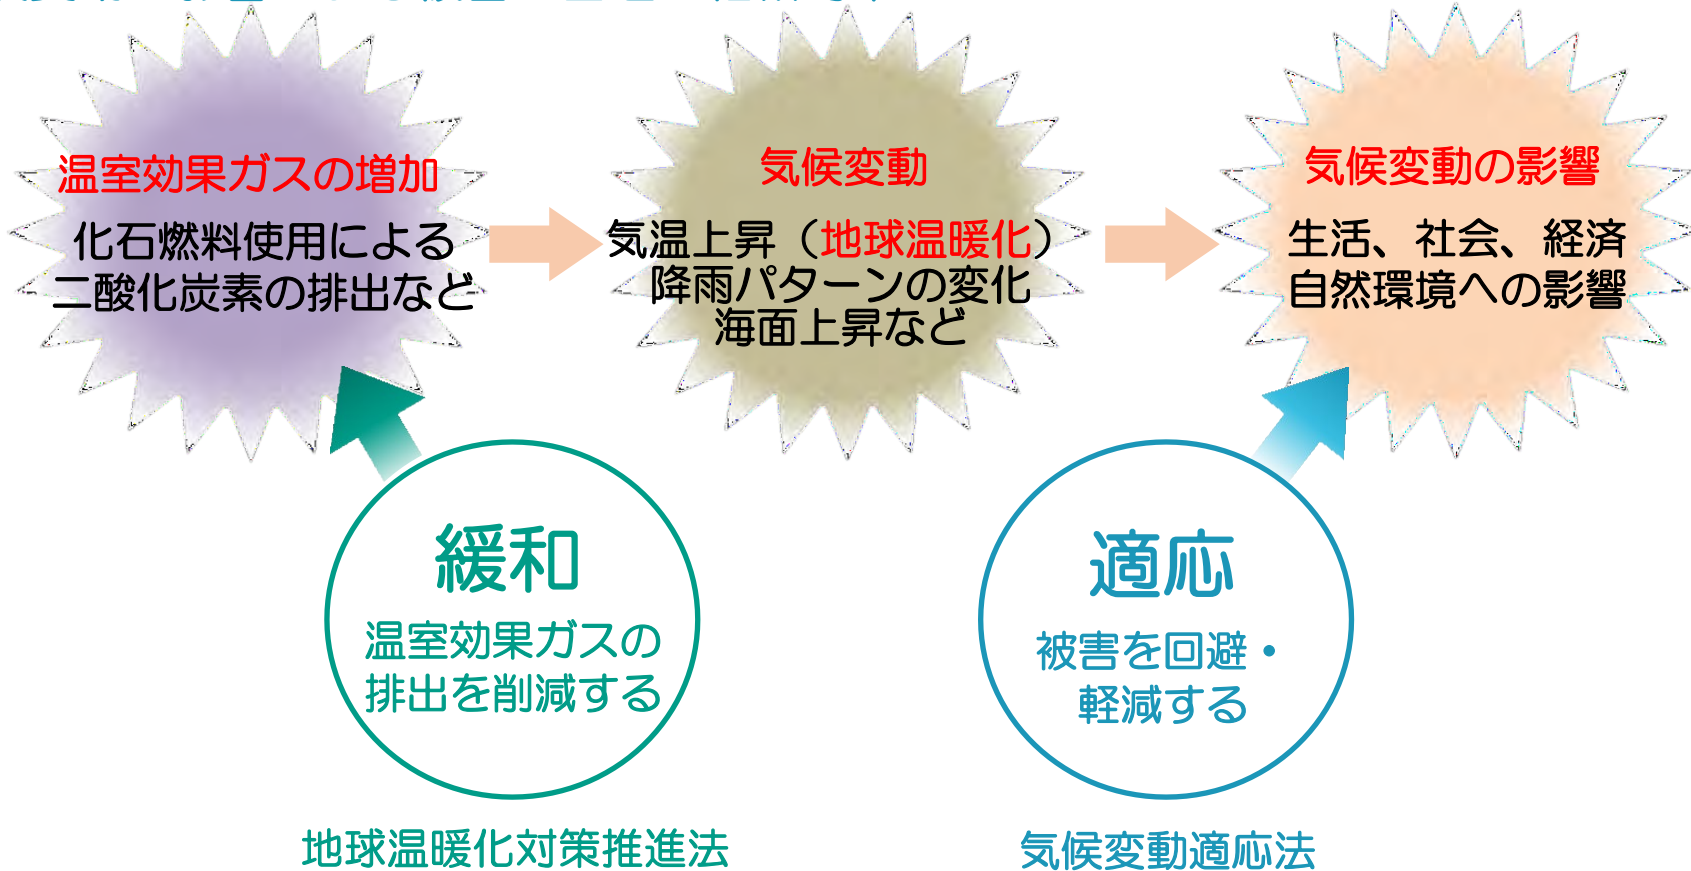 温室効果ガスの増加
化石燃料使用による
二酸化炭素の排出など
気候変動
気温上昇（地球温暖化）
降雨パターンの変化
海面上昇など
気候変動の影響
生活、社会、経済
自然環境への影響
緩和
温室効果ガスの
排出を削減する
地球温暖化対策推進法
適応
被害を回避・
軽減する
気候変動適応法